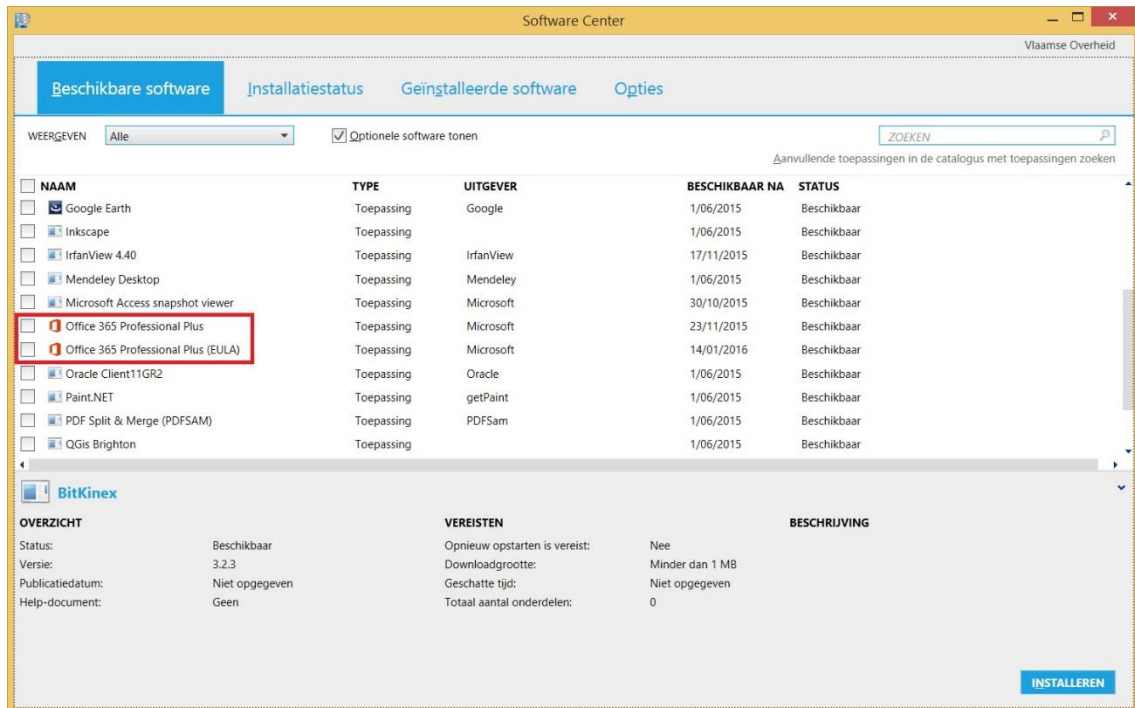 Software Center
Vlaamse Overheid
Beschikbare software Installatiestatus Geïnstalleerde software Opties
WEERGEVEN Alle Optionele software tonen ZOEKEN
Aanvullende toepassingen in de catalogus met toepassingen zoeken
NAAM TYPE UITGEVER BESCHIKBAAR NA STATUS
Google Earth Toepassing Google 1/06/2015 Beschikbaar
Inkscape Toepassing 1/06/2015 Beschikbaar
IrfanView 4.40 Toepassing IrfanView 17/11/2015 Beschikbaar
Mendeley Desktop Toepassing Mendeley 1/06/2015 Beschikbaar
Microsoft Access snapshot viewer Toepassing Microsoft 30/10/2015 Beschikbaar
Office 365 Professional Plus Toepassing Microsoft 23/11/2015 Beschikbaar
Office 365 Professional Plus (EULA) Toepassing Microsoft 14/01/2016 Beschikbaar
Oracle Client11GR2 Toepassing Oracle 1/06/2015 Beschikbaar
Paint.NET Toepassing getPaint 1/06/2015 Beschikbaar
PDF Split & Merge (PDFSAM) Toepassing PDFSam 1/06/2015 Beschikbaar
QGis Brighton Toepassing 1/06/2015 Beschikbaar
BitKinex
OVERZICHT VEREISTEN BESCHRIJVING
Status: Beschikbaar Opnieuw opstarten is vereist: Nee
Versie: 3.2.3 Downloadgrootte: Minder dan 1 MB
Publicatiedatum: Niet opgegeven Geschatte tijd: Niet opgegeven
Help-document: Geen Totaal aantal onderdelen: 0
INSTALLEREN